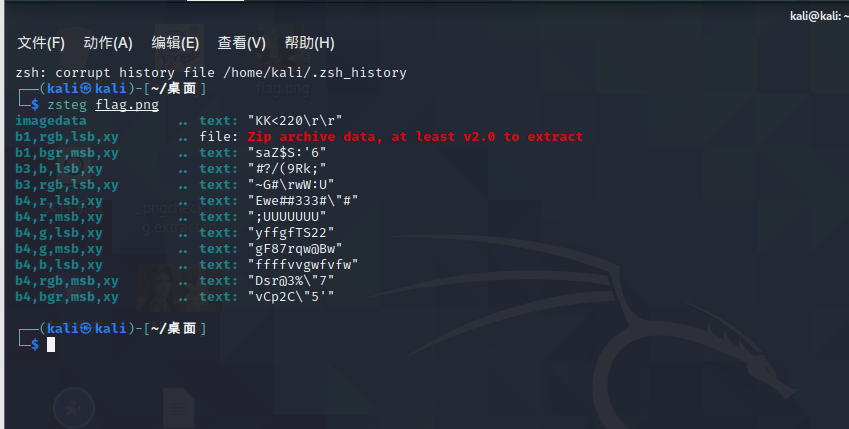 kali@kali: ~
文件(F) 动作(A) 编辑(E) 查看(V) 帮助(H)
zsh: corrupt history file /home/kali/.zsh_history
┌──(kali㉿kali)-[~/桌面]
└─$ zsteg flag.png
imagedata .. text: "KK<220\r\r"
b1,rgb,lsb,xy .. file: Zip archive data, at least v2.0 to extract
b1,bgr,msb,xy .. text: "saZ$S:'6"
b3,b,lsb,xy .. text: "#?/(9Rk;"
b3,rgb,lsb,xy .. text: "~G#\rwW:U"
b4,r,lsb,xy .. text: "Ewe##333#\"#"
b4,r,msb,xy .. text: ";UUUUUUU"
b4,g,lsb,xy .. text: "yffgfTS22"
b4,g,msb,xy .. text: "gF87rqw@Bw"
b4,b,lsb,xy .. text: "ffffvvgwfvfw"
b4,rgb,msb,xy .. text: "Dsr@3%\"7"
b4,bgr,msb,xy .. text: "vCp2C\"5'"
┌──(kali㉿kali)-[~/桌面]
└─$